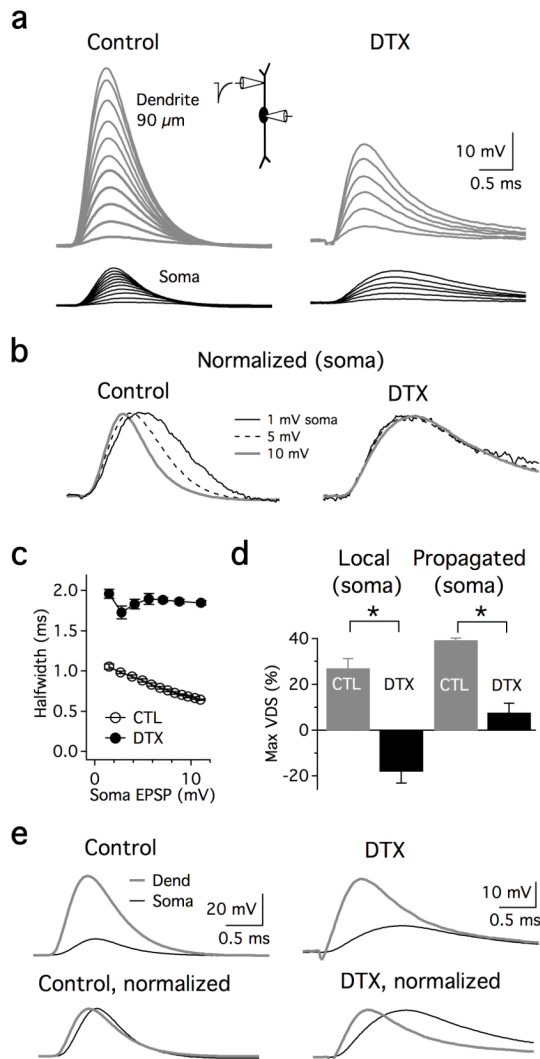 a
Control
DTX
Dendrite
90 µm
10 mV
0.5 ms
Soma
b
Normalized (soma)
Control
DTX
1 mV soma
5 mV
10 mV
c
d
Local
(soma)
Propagated
(soma)
2.0
1.5
1.0
0.5
0.0
Halfwidth (ms)
CTL
DTX
0
10
Soma EPSP (mV)
*
*
40
20
0
-20
Max VDS (%)
CTL
DTX
CTL
DTX
e
Control
DTX
Dend
Soma
20 mV
0.5 ms
10 mV
0.5 ms
Control, normalized
DTX, normalized